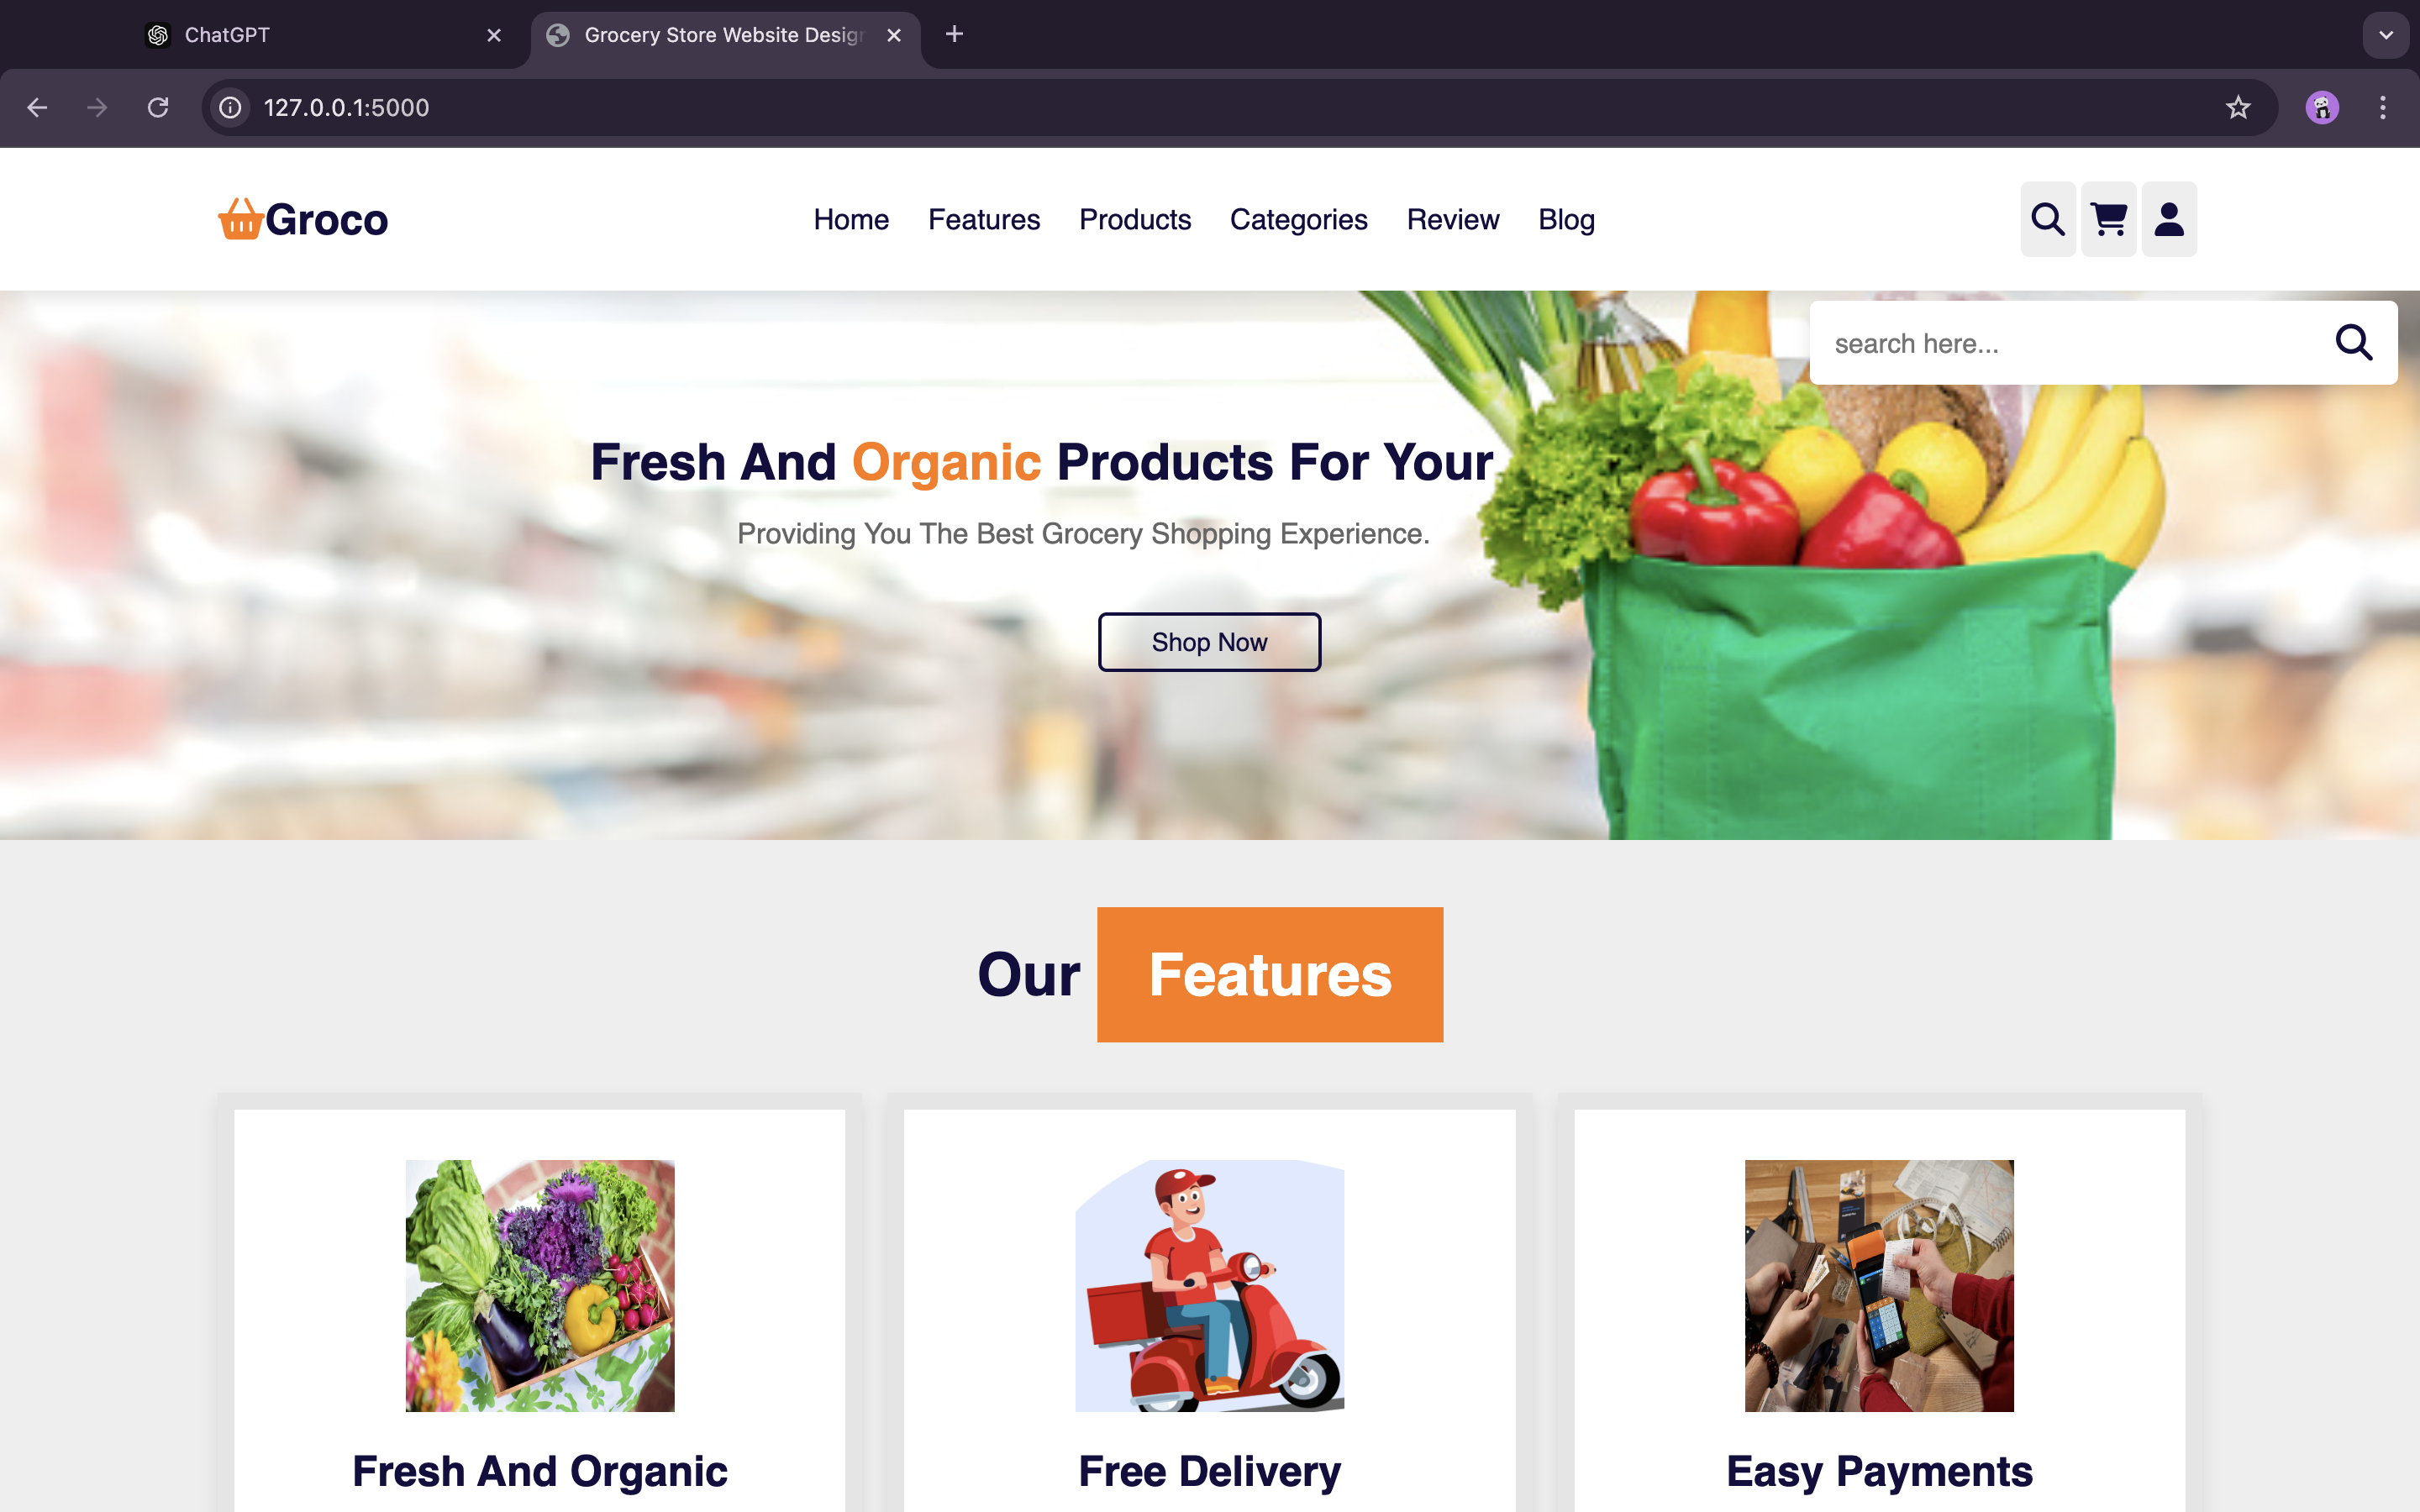 ChatGPT
Grocery Store Website Design
127.0.0.1:5000
Groco
Home Features Products Categories Review Blog
search here...
Fresh And Organic Products For Your
Providing You The Best Grocery Shopping Experience.
Shop Now
Our Features
Fresh And Organic Free Delivery Easy Payments